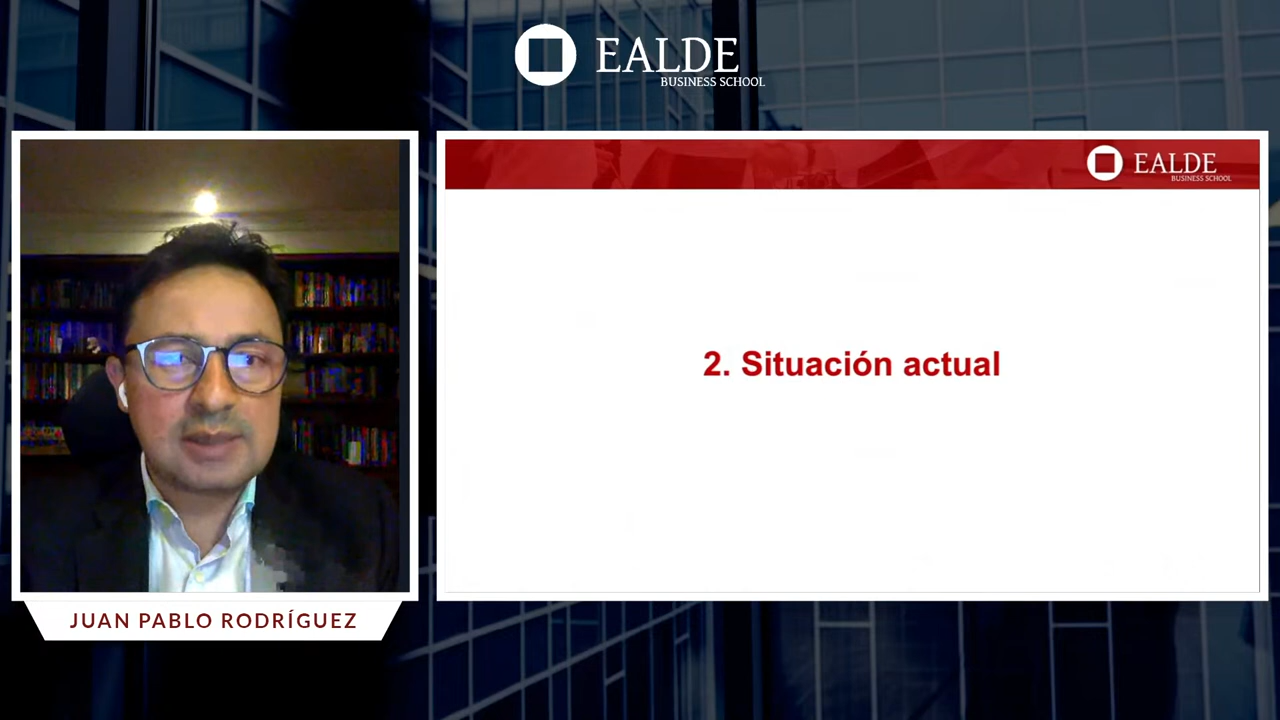 EALDE
BUSINESS SCHOOL
EALDE
BUSINESS SCHOOL
2. Situación actual
JUAN PABLO RODRÍGUEZ